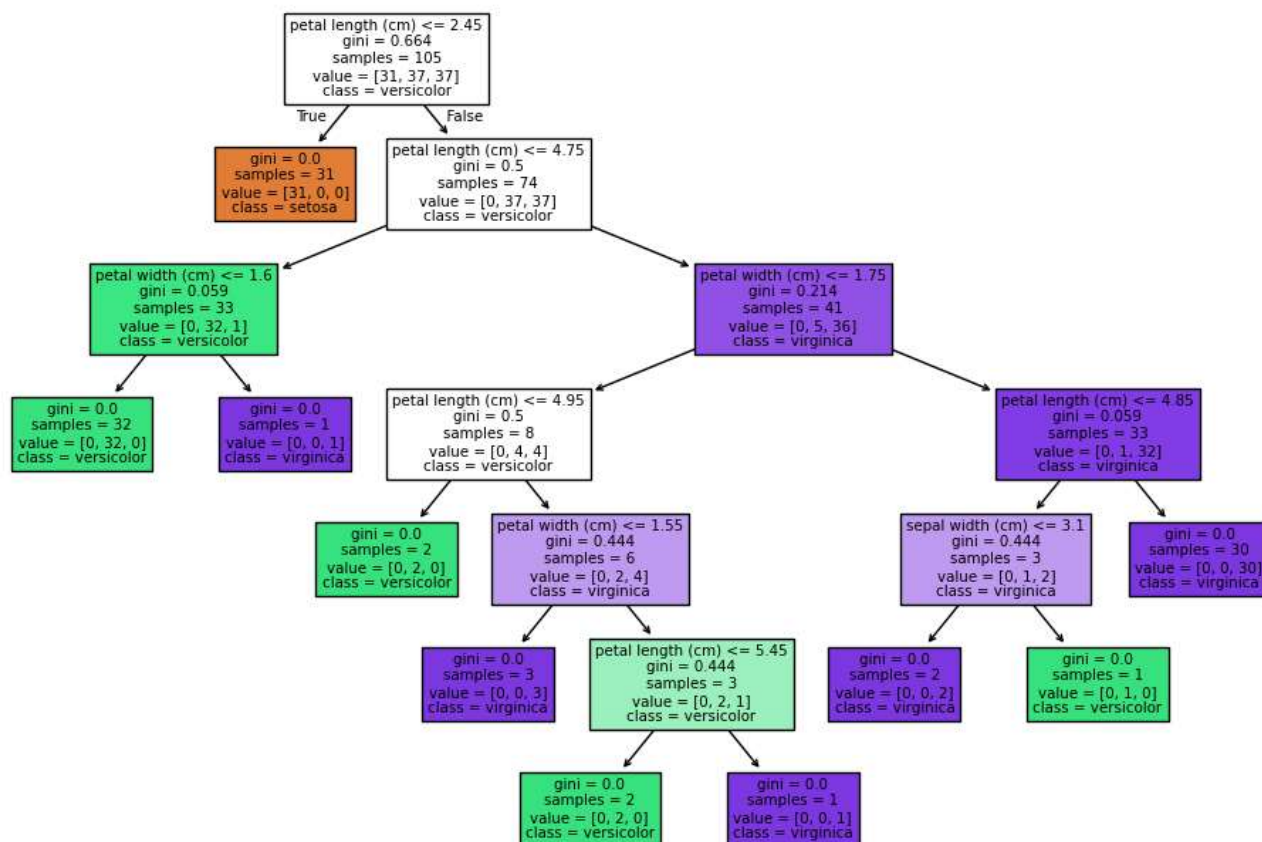 petal length (cm) <= 2.45
gini = 0.664
samples = 105
value = [31, 37, 37]
class = versicolor
True
False
gini = 0.0
samples = 31
value = [31, 0, 0]
class = setosa
petal length (cm) <= 4.75
gini = 0.5
samples = 74
value = [0, 37, 37]
class = versicolor
petal width (cm) <= 1.6
gini = 0.059
samples = 33
value = [0, 32, 1]
class = versicolor
petal width (cm) <= 1.75
gini = 0.214
samples = 41
value = [0, 5, 36]
class = virginica
gini = 0.0
samples = 32
value = [0, 32, 0]
class = versicolor
gini = 0.0
samples = 1
value = [0, 0, 1]
class = virginica
petal length (cm) <= 4.95
gini = 0.5
samples = 8
value = [0, 4, 4]
class = versicolor
petal length (cm) <= 4.85
gini = 0.059
samples = 33
value = [0, 1, 32]
class = virginica
gini = 0.0
samples = 2
value = [0, 2, 0]
class = versicolor
petal width (cm) <= 1.55
gini = 0.444
samples = 6
value = [0, 2, 4]
class = virginica
sepal width (cm) <= 3.1
gini = 0.444
samples = 3
value = [0, 1, 2]
class = virginica
gini = 0.0
samples = 30
value = [0, 0, 30]
class = virginica
gini = 0.0
samples = 3
value = [0, 0, 3]
class = virginica
petal length (cm) <= 5.45
gini = 0.444
samples = 3
value = [0, 2, 1]
class = versicolor
gini = 0.0
samples = 2
value = [0, 0, 2]
class = virginica
gini = 0.0
samples = 1
value = [0, 1, 0]
class = versicolor
gini = 0.0
samples = 2
value = [0, 2, 0]
class = versicolor
gini = 0.0
samples = 1
value = [0, 0, 1]
class = virginica